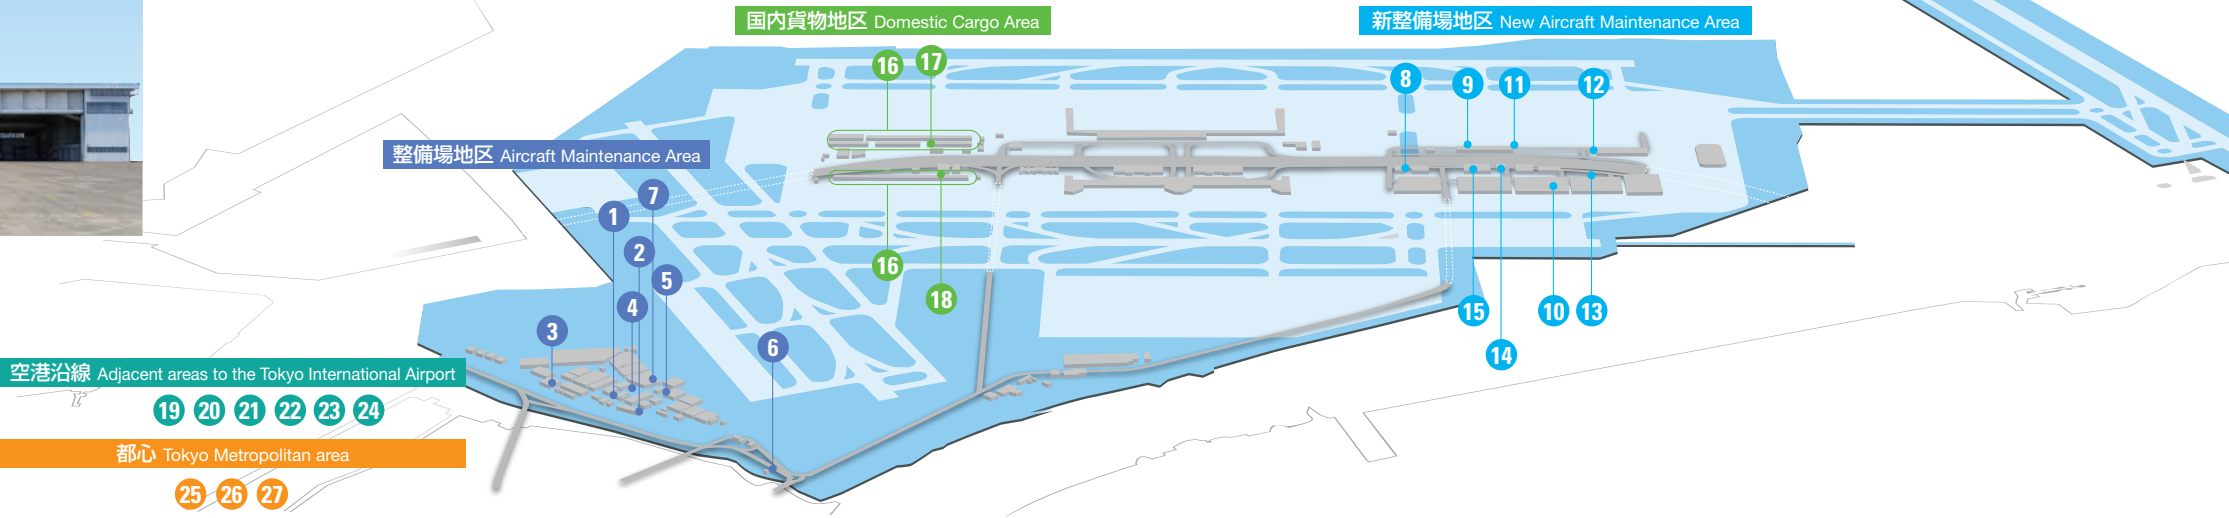 国内貨物地区 Domestic Cargo Area
新整備場地区 New Aircraft Maintenance Area
16
17
8
9
11
12
整備場地区 Aircraft Maintenance Area
7
1
2
5
4
3
6
16
18
15
10
13
14
空港沿線 Adjacent areas to the Tokyo International Airport
19 20 21 22 23 24
都心 Tokyo Metropolitan area
25 26 27